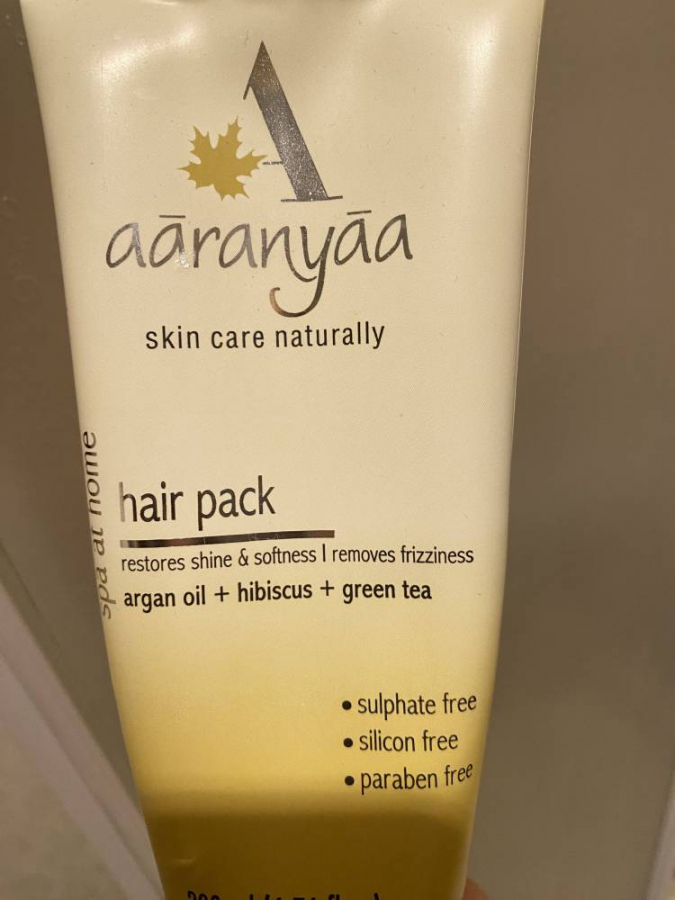 A
aāranyāa
skin care naturally
spa at home
hair pack
restores shine & softness | removes frizziness
argan oil + hibiscus + green tea
• sulphate free
• silicon free
• paraben free